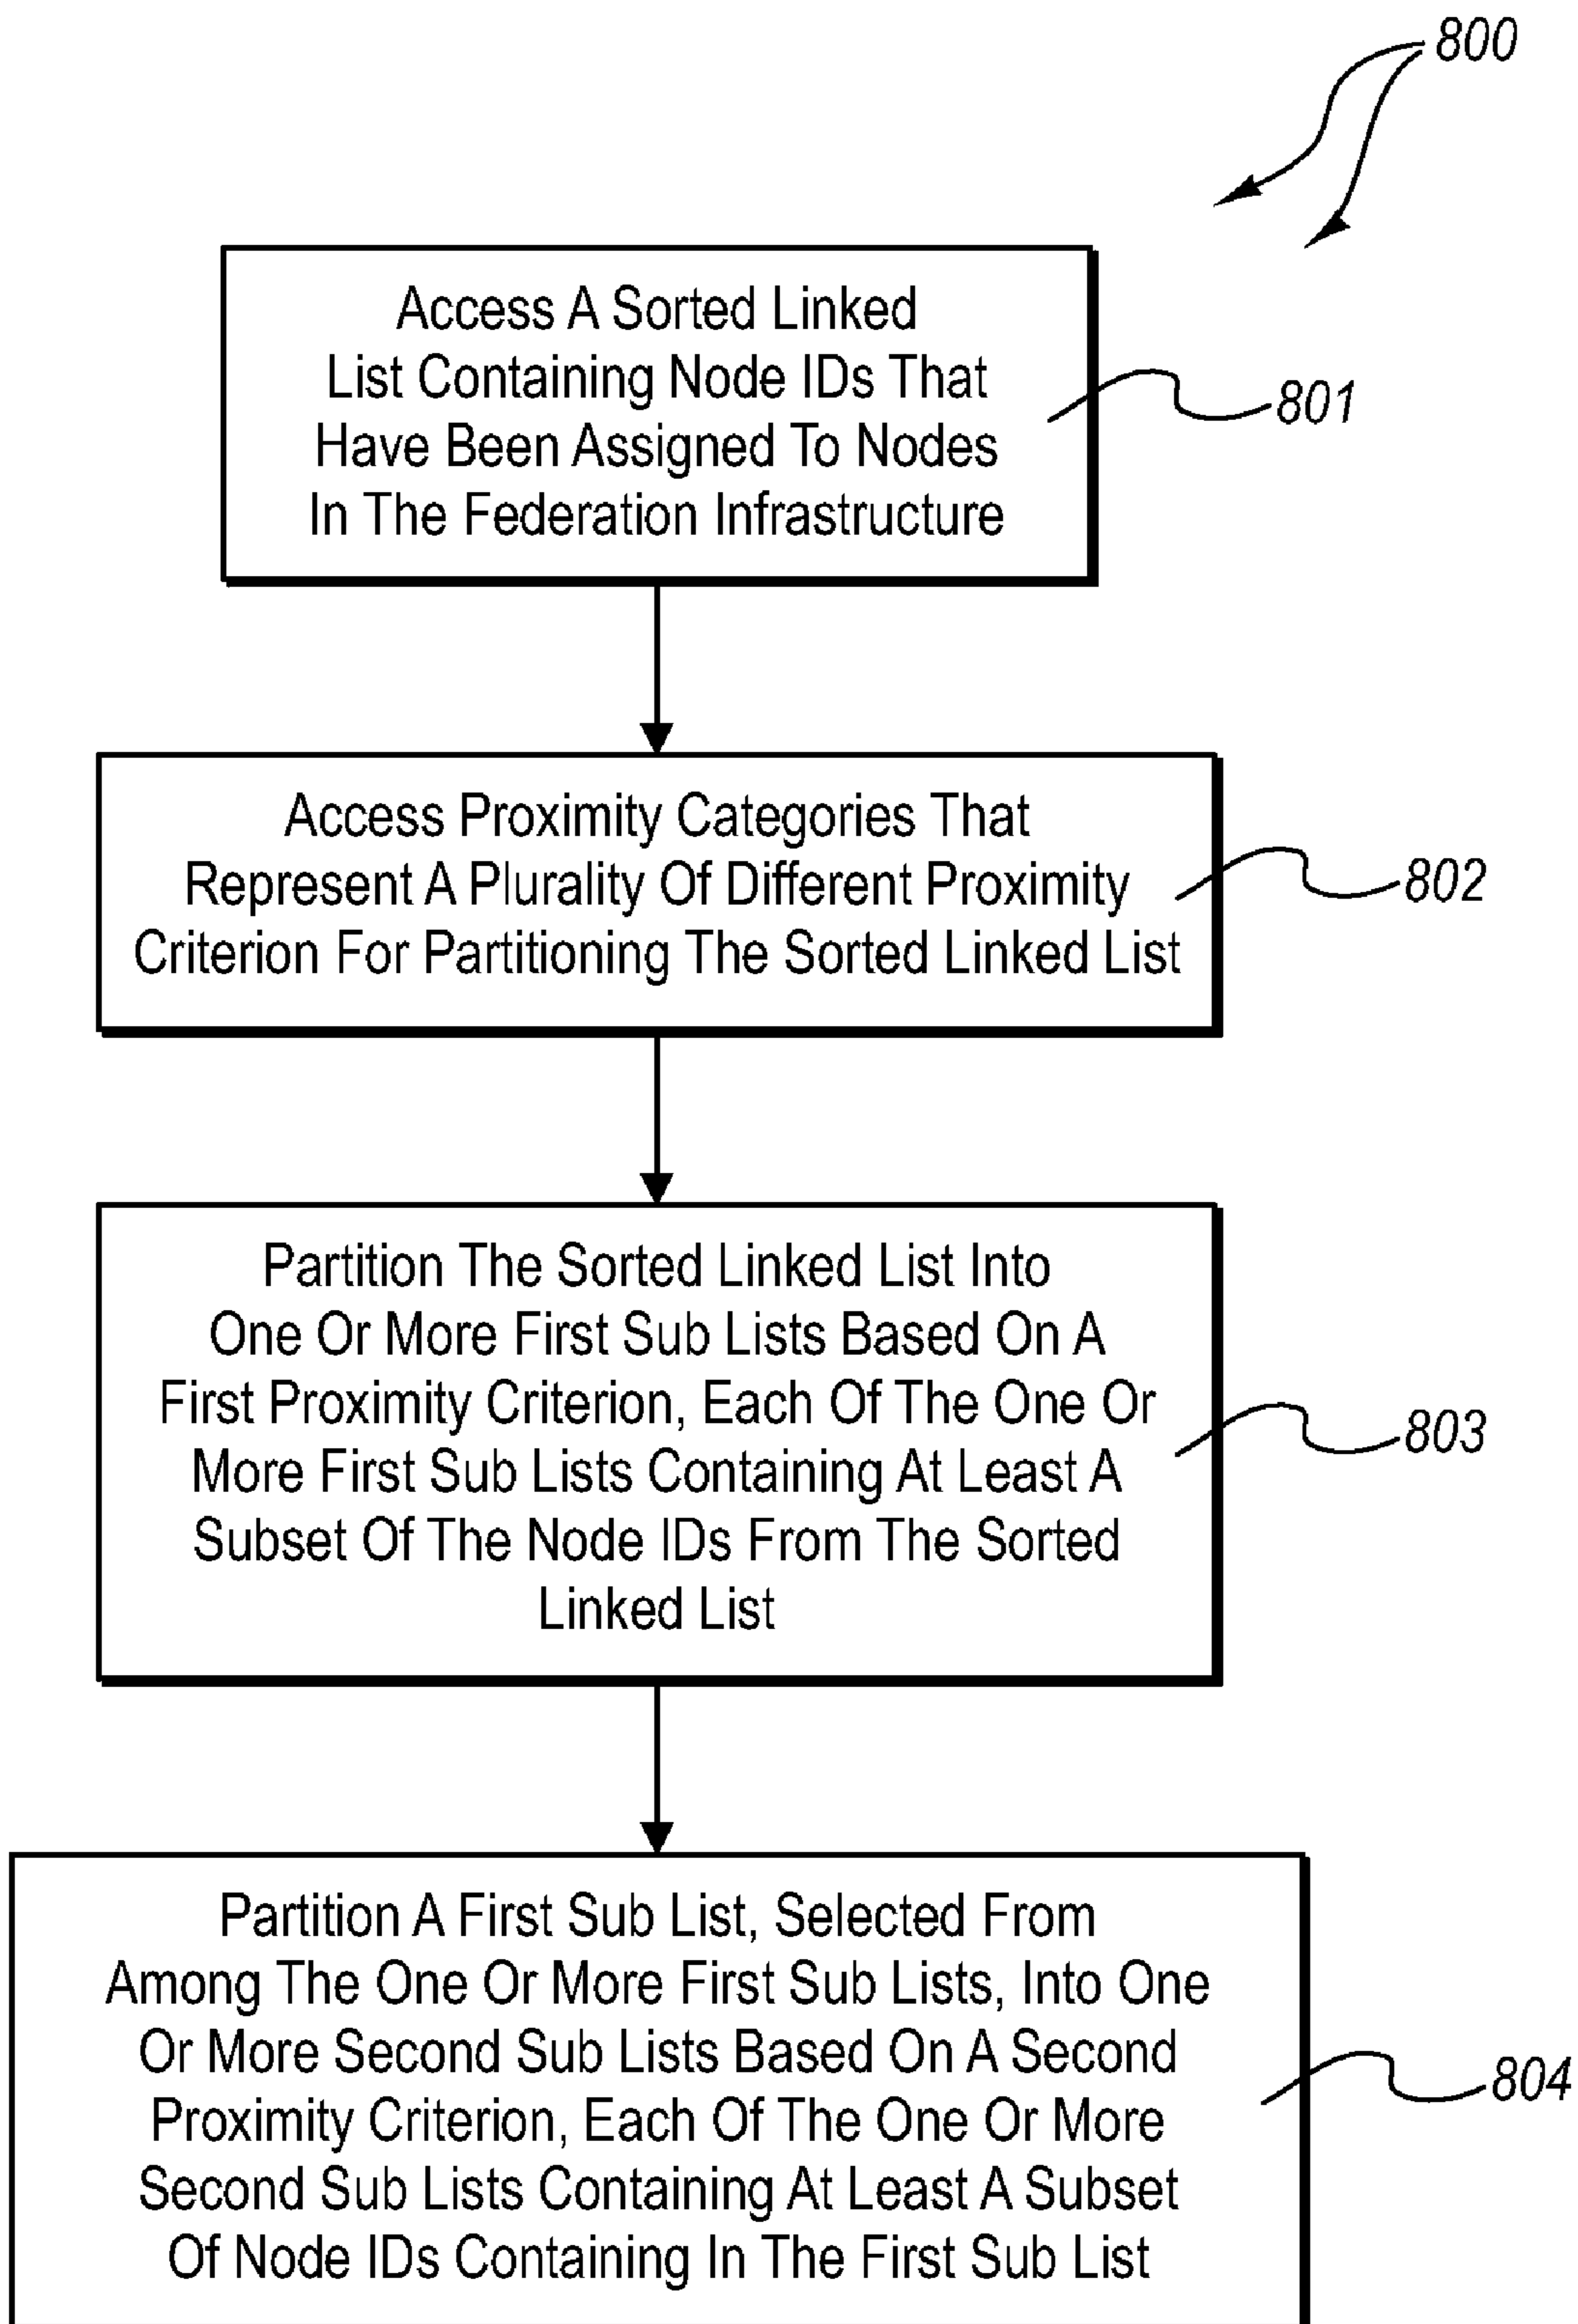 800
Access A Sorted Linked
List Containing Node IDs That
Have Been Assigned To Nodes
In The Federation Infrastructure
801
Access Proximity Categories That
Represent A Plurality Of Different Proximity
Criterion For Partitioning The Sorted Linked List
802
Partition The Sorted Linked List Into
One Or More First Sub Lists Based On A
First Proximity Criterion, Each Of The One Or
More First Sub Lists Containing At Least A
Subset Of The Node IDs From The Sorted
Linked List
803
Partition A First Sub List, Selected From
Among The One Or More First Sub Lists, Into One
Or More Second Sub Lists Based On A Second
Proximity Criterion, Each Of The One Or More
Second Sub Lists Containing At Least A Subset
Of Node IDs Containing In The First Sub List
804